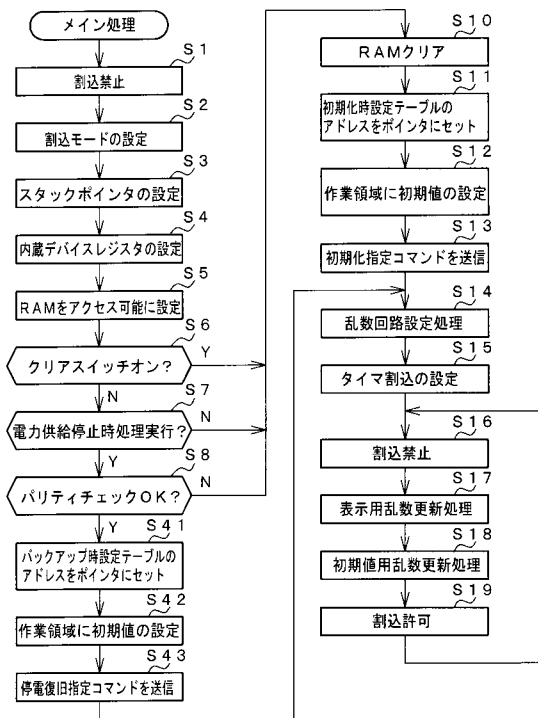 メイン処理
S1
割込禁止
S2
割込モードの設定
S3
スタックポインタの設定
S4
内蔵デバイスレジスタの設定
S5
RAMをアクセス可能に設定
S6
クリアスイッチオン?
Y
N
S7
電力供給停止時処理実行?
N
Y
S8
パリティチェックOK?
N
Y
S41
バックアップ時設定テーブルの
アドレスをポインタにセット
S42
作業領域に初期値の設定
S43
停電復旧指定コマンドを送信
S10
RAMクリア
S11
初期化時設定テーブルの
アドレスをポインタにセット
S12
作業領域に初期値の設定
S13
初期化指定コマンドを送信
S14
乱数回路設定処理
S15
タイマ割込の設定
S16
割込禁止
S17
表示用乱数更新処理
S18
初期値用乱数更新処理
S19
割込許可